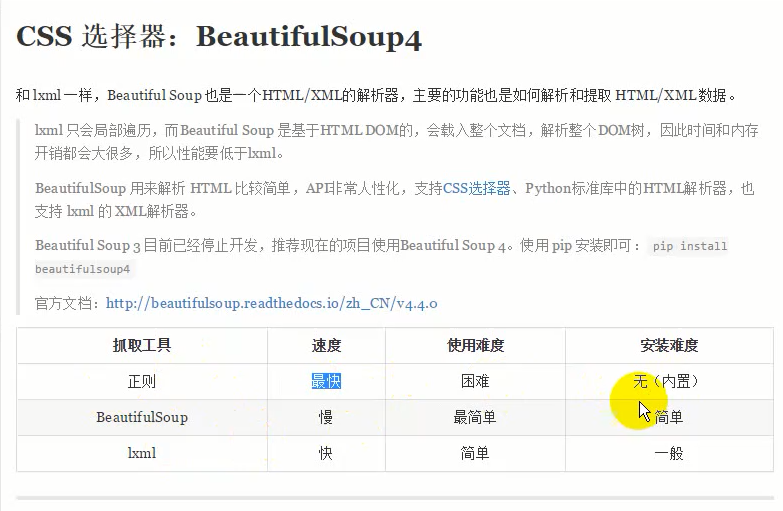 CSS 选择器：BeautifulSoup4
和 lxml 一样，Beautiful Soup 也是一个HTML/XML的解析器，主要的功能也是如何解析和提取 HTML/XML 数据。
lxml 只会局部遍历，而Beautiful Soup 是基于HTML DOM的，会载入整个文档，解析整个DOM树，因此时间和内存
开销都会大很多，所以性能要低于lxml。
BeautifulSoup 用来解析 HTML 比较简单，API非常人性化，支持CSS选择器、Python标准库中的HTML解析器，也
支持 lxml 的 XML解析器。
Beautiful Soup 3 目前已经停止开发，推荐现在的项目使用Beautiful Soup 4。使用 pip 安装即可：pip install
beautifulsoup4
官方文档：http://beautifulsoup.readthedocs.io/zh_CN/v4.4.0
抓取工具 速度 使用难度 安装难度
正则 最快 困难 无（内置）
BeautifulSoup 慢 最简单 简单
lxml 快 简单 一般